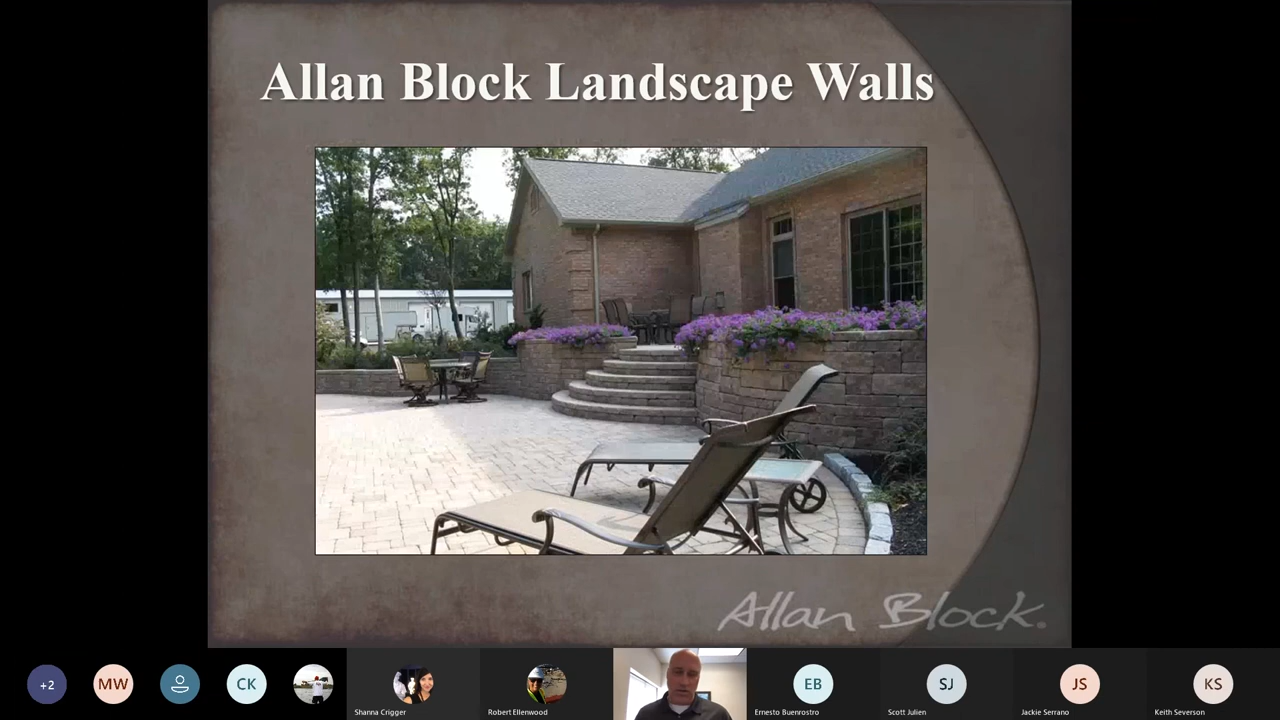 Allan Block Landscape Walls
Allan Block.
+2
MW
CK
EB
SJ
JS
KS
Shanna Crigger
Robert Ellenwood
Ernesto Buenrostro
Scott Julien
Jackie Serrano
Keith Severson